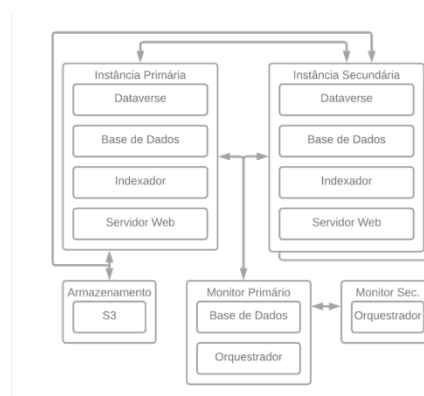 Instância Primária
Dataverse
Base de Dados
Indexador
Servidor Web
Instância Secundária
Dataverse
Base de Dados
Indexador
Servidor Web
Armazenamento
S3
Monitor Primário
Base de Dados
Orquestrador
Monitor Sec.
Orquestrador